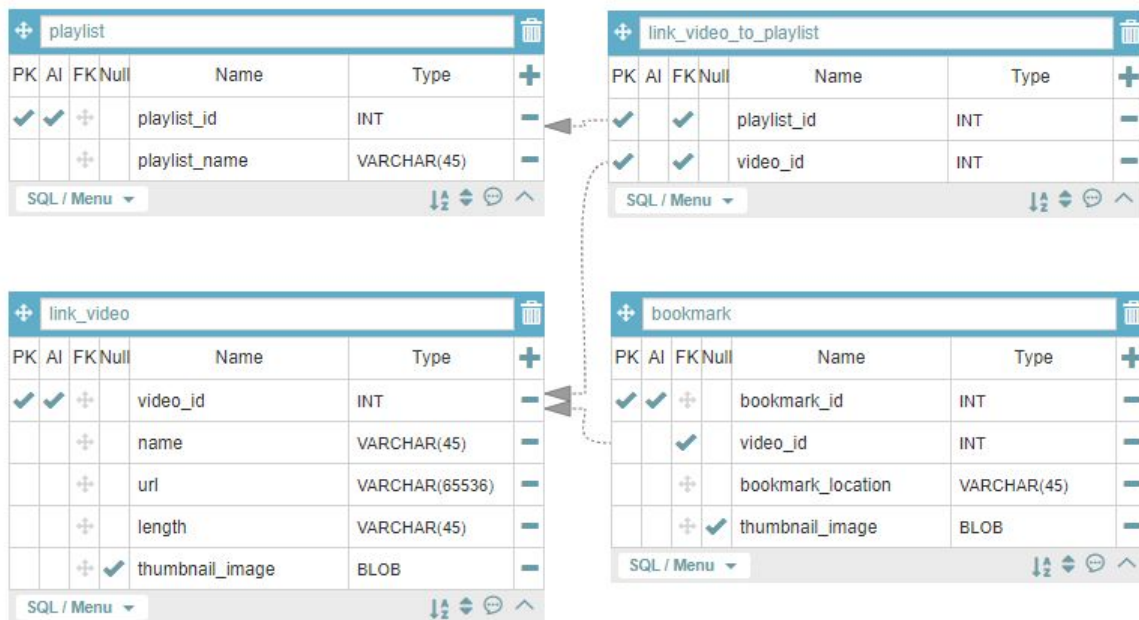 playlist
PK AI FK Null Name Type
playlist_id INT
playlist_name VARCHAR(45)
SQL / Menu
link_video_to_playlist
PK AI FK Null Name Type
playlist_id INT
video_id INT
SQL / Menu
link_video
PK AI FK Null Name Type
video_id INT
name VARCHAR(45)
url VARCHAR(65536)
length VARCHAR(45)
thumbnail_image BLOB
SQL / Menu
bookmark
PK AI FK Null Name Type
bookmark_id INT
video_id INT
bookmark_location VARCHAR(45)
thumbnail_image BLOB
SQL / Menu